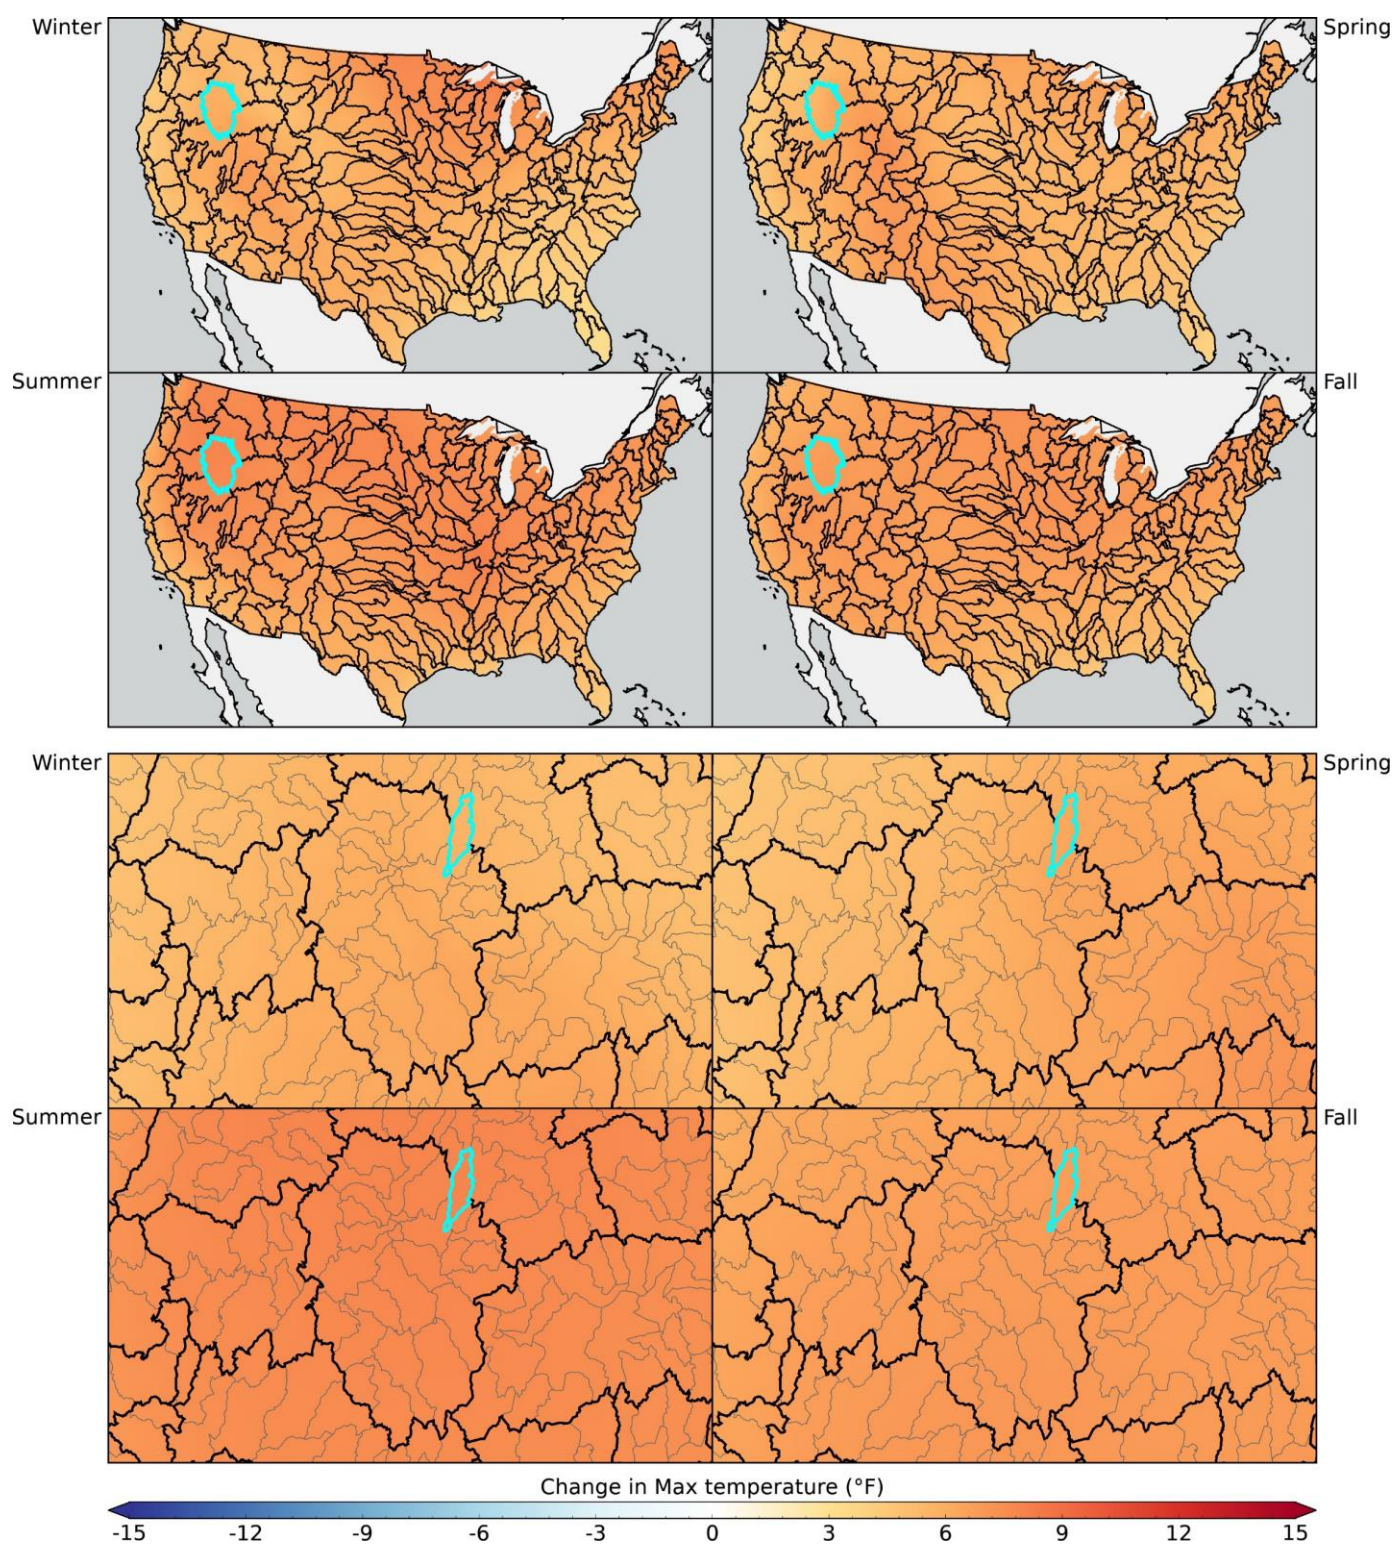 Winter
Spring
Summer
Fall
Winter
Spring
Summer
Fall
Change in Max temperature (°F)
-15 -12 -9 -6 -3 0 3 6 9 12 15